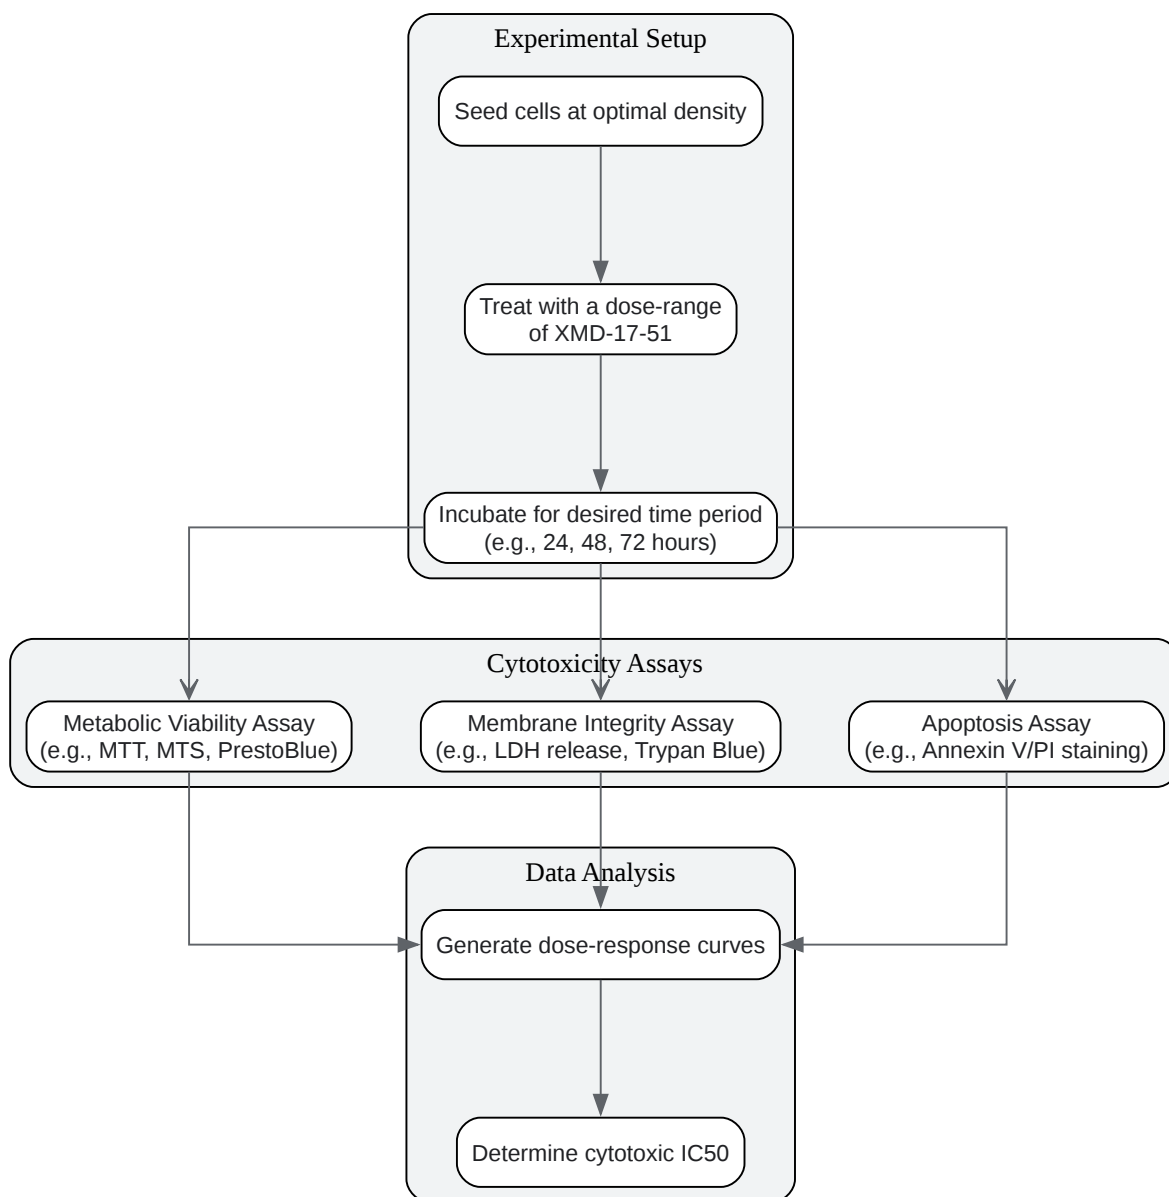 Experimental Setup
Seed cells at optimal density
Treat with a dose-range
of XMD-17-51
Incubate for desired time period
(e.g., 24, 48, 72 hours)
Cytotoxicity Assays
Metabolic Viability Assay
(e.g., MTT, MTS, PrestoBlue)
Membrane Integrity Assay
(e.g., LDH release, Trypan Blue)
Apoptosis Assay
(e.g., Annexin V/PI staining)
Data Analysis
Generate dose-response curves
Determine cytotoxic IC50